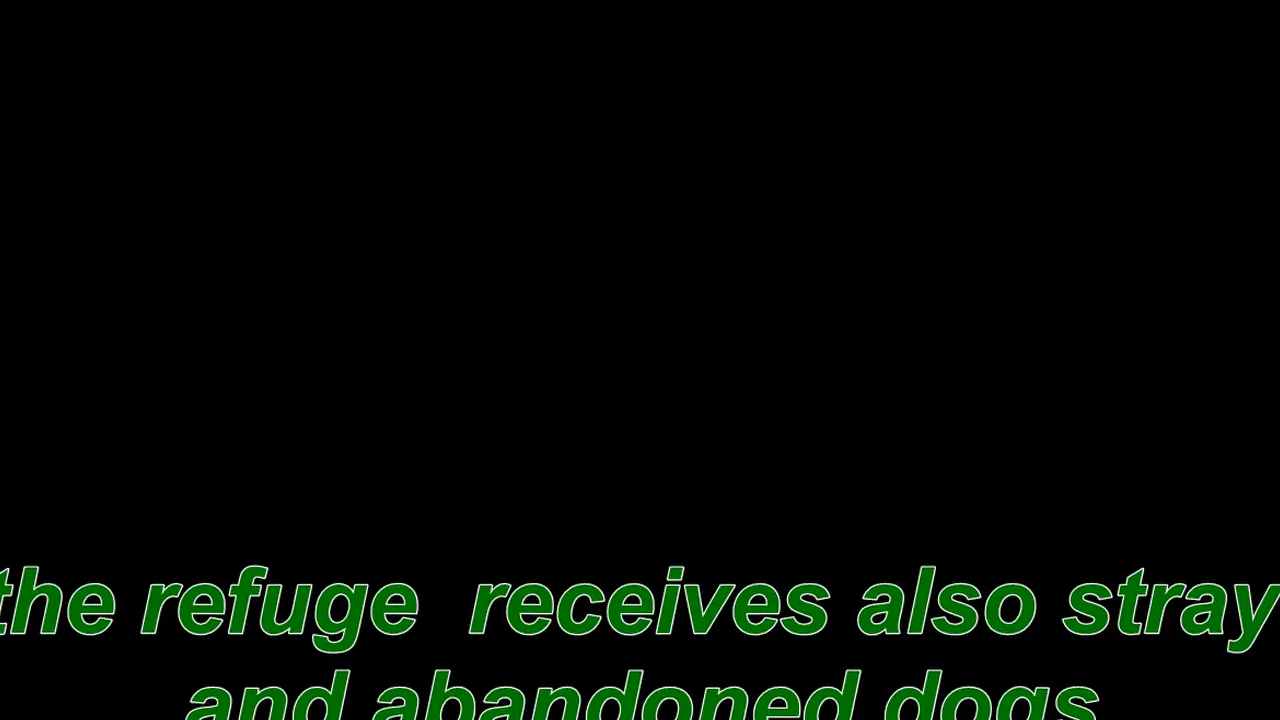 the refuge receives also stray
and abandoned dogs